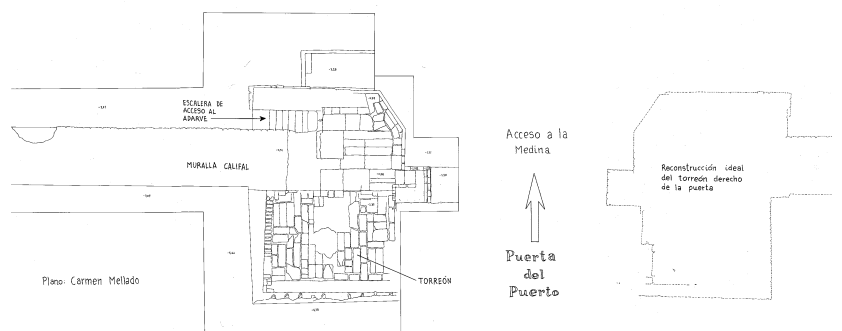 ESCALERA DE
ACCESO AL
ADARVE
MURALLA CALIFAL
TORREÓN
Plano: Carmen Mellado
Acceso a la
Medina
Puerta
del
Puerto
Reconstrucción ideal
del torreón derecho
de la puerta